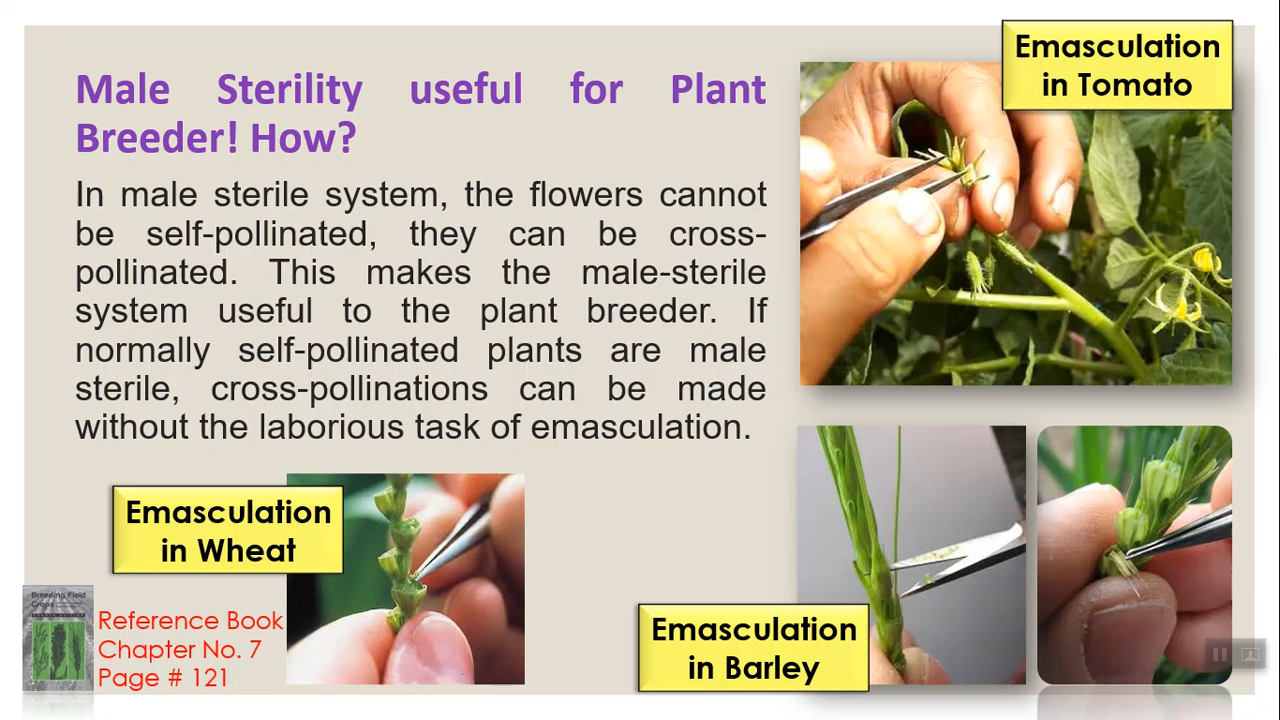 Male Sterility useful for Plant
Breeder! How?
In male sterile system, the flowers cannot
be self-pollinated, they can be cross-
pollinated. This makes the male-sterile
system useful to the plant breeder. If
normally self-pollinated plants are male
sterile, cross-pollinations can be made
without the laborious task of emasculation.
Emasculation
in Tomato
Emasculation
in Wheat
Emasculation
in Barley
Breeding Field
Crops
Reference Book
Chapter No. 7
Page # 121